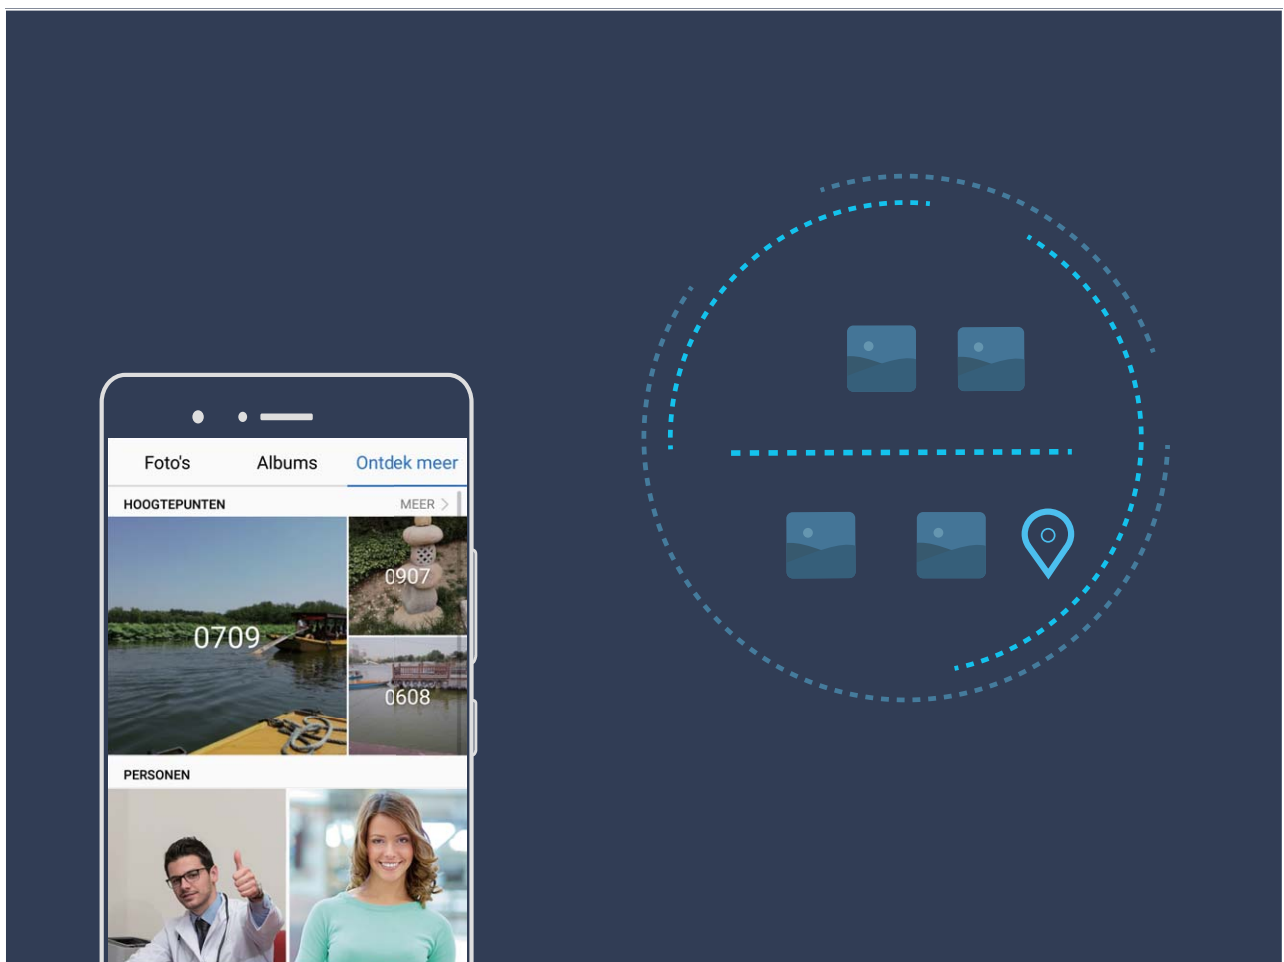 Foto's Albums Ontdek meer
HOOGTEPUNTEN MEER
0709
0907
0608
PERSONEN